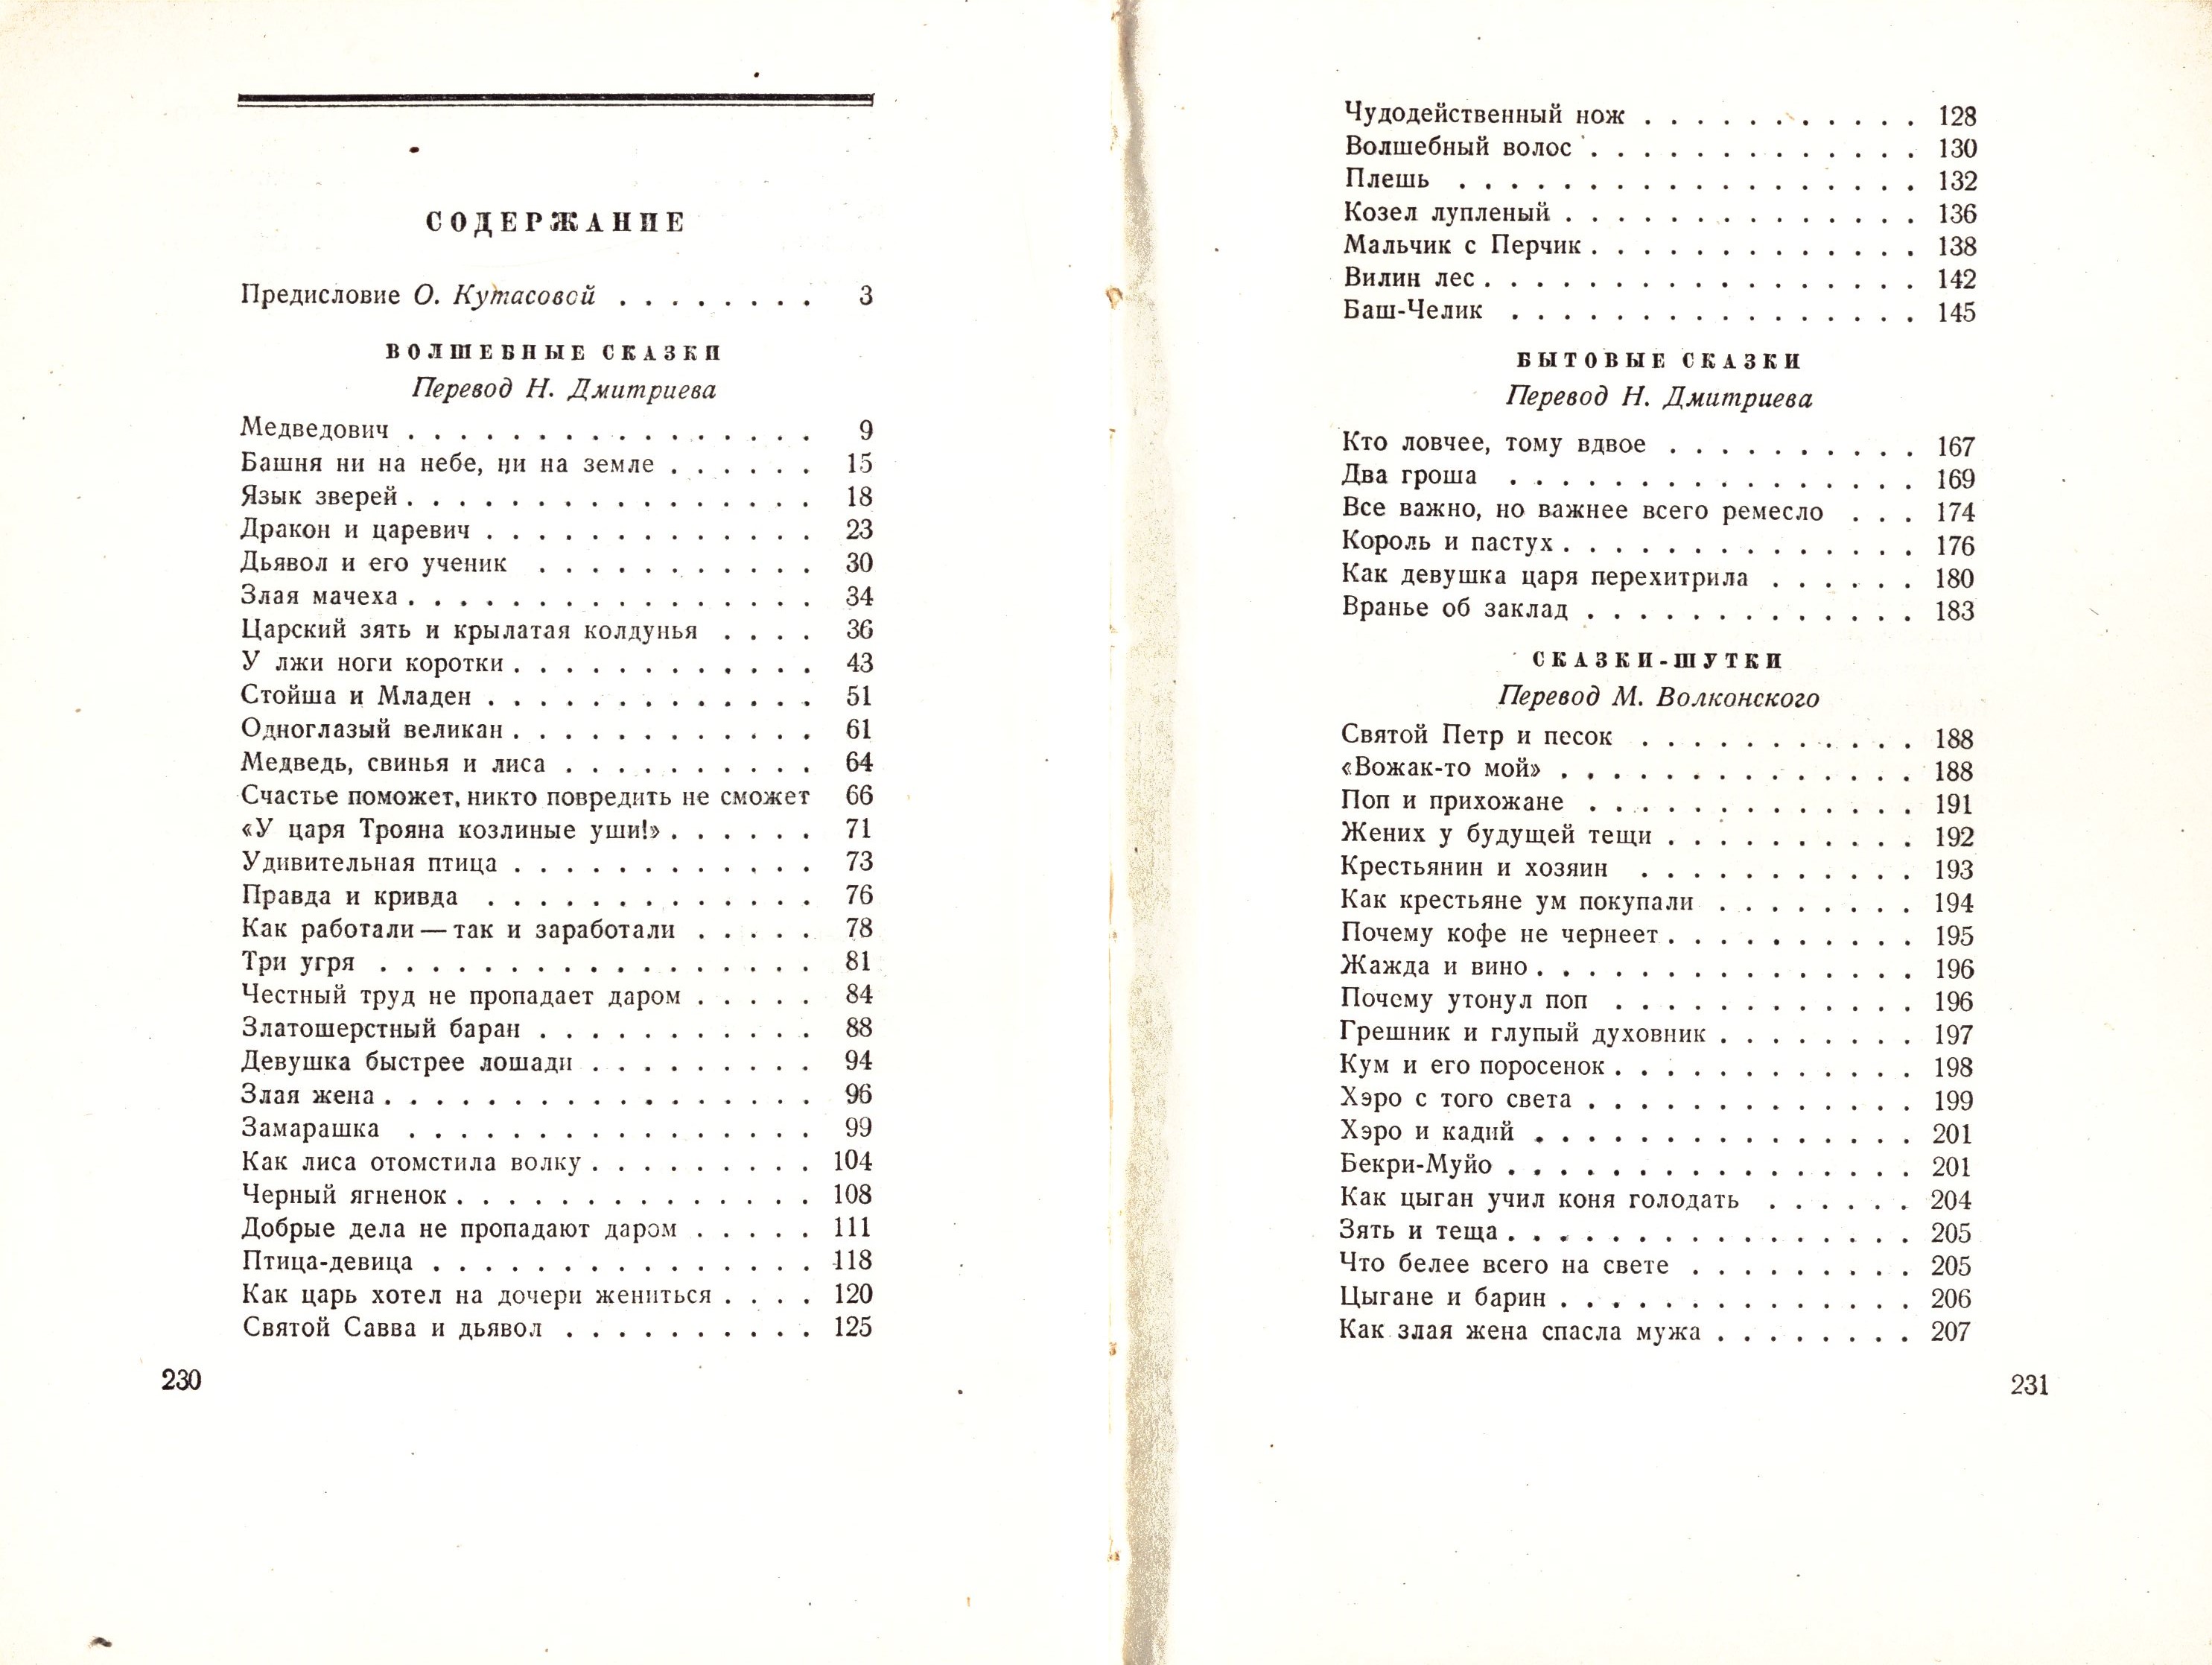 СОДЕРЖАНИЕ
Предисловие О. Кутасовой . . . . . . . . 3
ВОЛШЕБНЫЕ СКАЗКИ
Перевод Н. Дмитриева
Медведович . . . . . . . . . . . . . . . . 9
Башня ни на небе, ни на земле . . . . . . 15
Язык зверей . . . . . . . . . . . . . . . . 18
Дракон и царевич . . . . . . . . . . . . . 23
Дьявол и его ученик . . . . . . . . . . . 30
Злая мачеха . . . . . . . . . . . . . . . . 34
Царский зять и крылатая колдунья . . . . 36
У лжи ноги коротки . . . . . . . . . . . . 43
Стойша и Младен . . . . . . . . . . . . . 51
Одноглазый великан . . . . . . . . . . . . 61
Медведь, свинья и лиса . . . . . . . . . . 64
Счастье поможет, никто повредить не сможет 66
«У царя Трояна козлиные уши!» . . . . . . 71
Удивительная птица . . . . . . . . . . . . 73
Правда и кривда . . . . . . . . . . . . . 76
Как работали — так и заработали . . . . . 78
Три угря . . . . . . . . . . . . . . . . . 81
Честный труд не пропадает даром . . . . . 84
Златошерстный баран . . . . . . . . . . . 88
Девушка быстрее лошади . . . . . . . . . 94
Злая жена . . . . . . . . . . . . . . . . . 96
Замарашка . . . . . . . . . . . . . . . . 99
Как лиса отомстила волку . . . . . . . . . 104
Черный ягненок . . . . . . . . . . . . . . 108
Добрые дела не пропадают даром . . . . . 111
Птица-девица . . . . . . . . . . . . . . . 118
Как царь хотел на дочери жениться . . . . 120
Святой Савва и дьявол . . . . . . . . . . 125
230
Чудодейственный нож . . . . . . . . . . . 128
Волшебный волос . . . . . . . . . . . . . 130
Плешь . . . . . . . . . . . . . . . . . . 132
Козел лупленый . . . . . . . . . . . . . . 136
Мальчик с Перчик . . . . . . . . . . . . . 138
Вилин лес . . . . . . . . . . . . . . . . . 142
Баш-Челик . . . . . . . . . . . . . . . . 145
БЫТОВЫЕ СКАЗКИ
Перевод Н. Дмитриева
Кто ловчее, тому вдвое . . . . . . . . . . 167
Два гроша . . . . . . . . . . . . . . . . 169
Все важно, но важнее всего ремесло . . . 174
Король и пастух . . . . . . . . . . . . . . 176
Как девушка царя перехитрила . . . . . . 180
Вранье об заклад . . . . . . . . . . . . . 183
СКАЗКИ-ШУТКИ
Перевод М. Волконского
Святой Петр и песок . . . . . . . . . . . 188
«Вожак-то мой» . . . . . . . . . . . . . . 188
Поп и прихожане . . . . . . . . . . . . . 191
Жених у будущей тещи . . . . . . . . . . 192
Крестьянин и хозяин . . . . . . . . . . . 193
Как крестьяне ум покупали . . . . . . . . 194
Почему кофе не чернеет . . . . . . . . . . 195
Жажда и вино . . . . . . . . . . . . . . . 196
Почему утонул поп . . . . . . . . . . . . 196
Грешник и глупый духовник . . . . . . . . 197
Кум и его поросенок . . . . . . . . . . . . 198
Хэро с того света . . . . . . . . . . . . . 199
Хэро и кадий . . . . . . . . . . . . . . . 201
Бекри-Муйо . . . . . . . . . . . . . . . . 201
Как цыган учил коня голодать . . . . . . 204
Зять и теща . . . . . . . . . . . . . . . . 205
Что белее всего на свете . . . . . . . . . 205
Цыгане и барин . . . . . . . . . . . . . . 206
Как злая жена спасла мужа . . . . . . . . 207
231